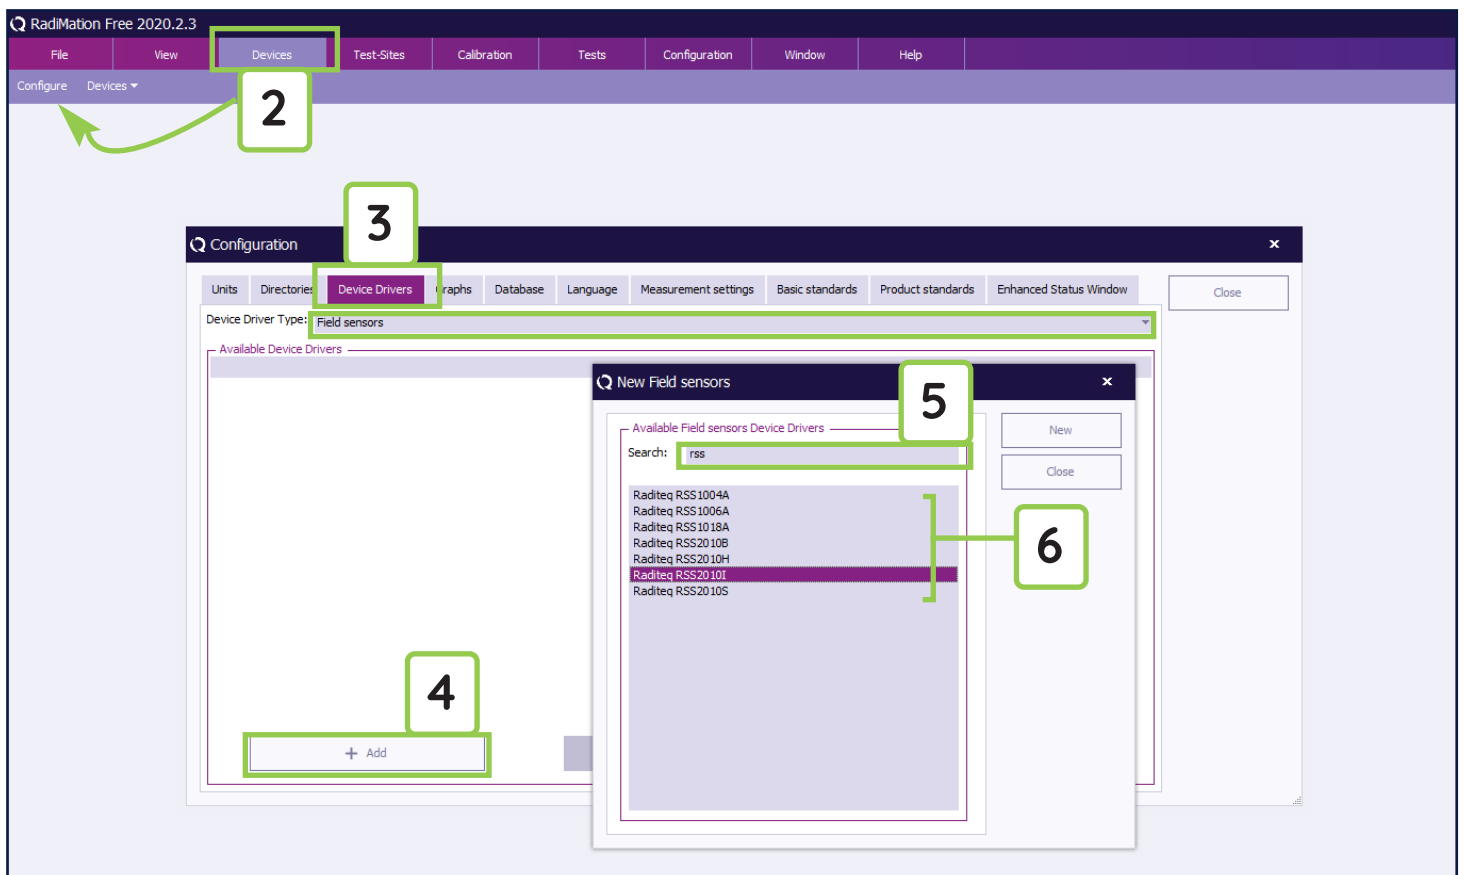 RadiMation Free 2020.2.3
File View Devices Test-Sites Calibration Tests Configuration Window Help
Configure Devices
2
3
Configuration
Units Directories Device Drivers Graphs Database Language Measurement settings Basic standards Product standards Enhanced Status Window Close
Device Driver Type: Field sensors
Available Device Drivers
New Field sensors
5
Available Field sensors Device Drivers
New
Search: rss
Close
Raditeq RSS1004A
Raditeq RSS1006A
Raditeq RSS1018A
Raditeq RSS2010B
Raditeq RSS2010H
Raditeq RSS2010I
Raditeq RSS2010S
6
4
+ Add